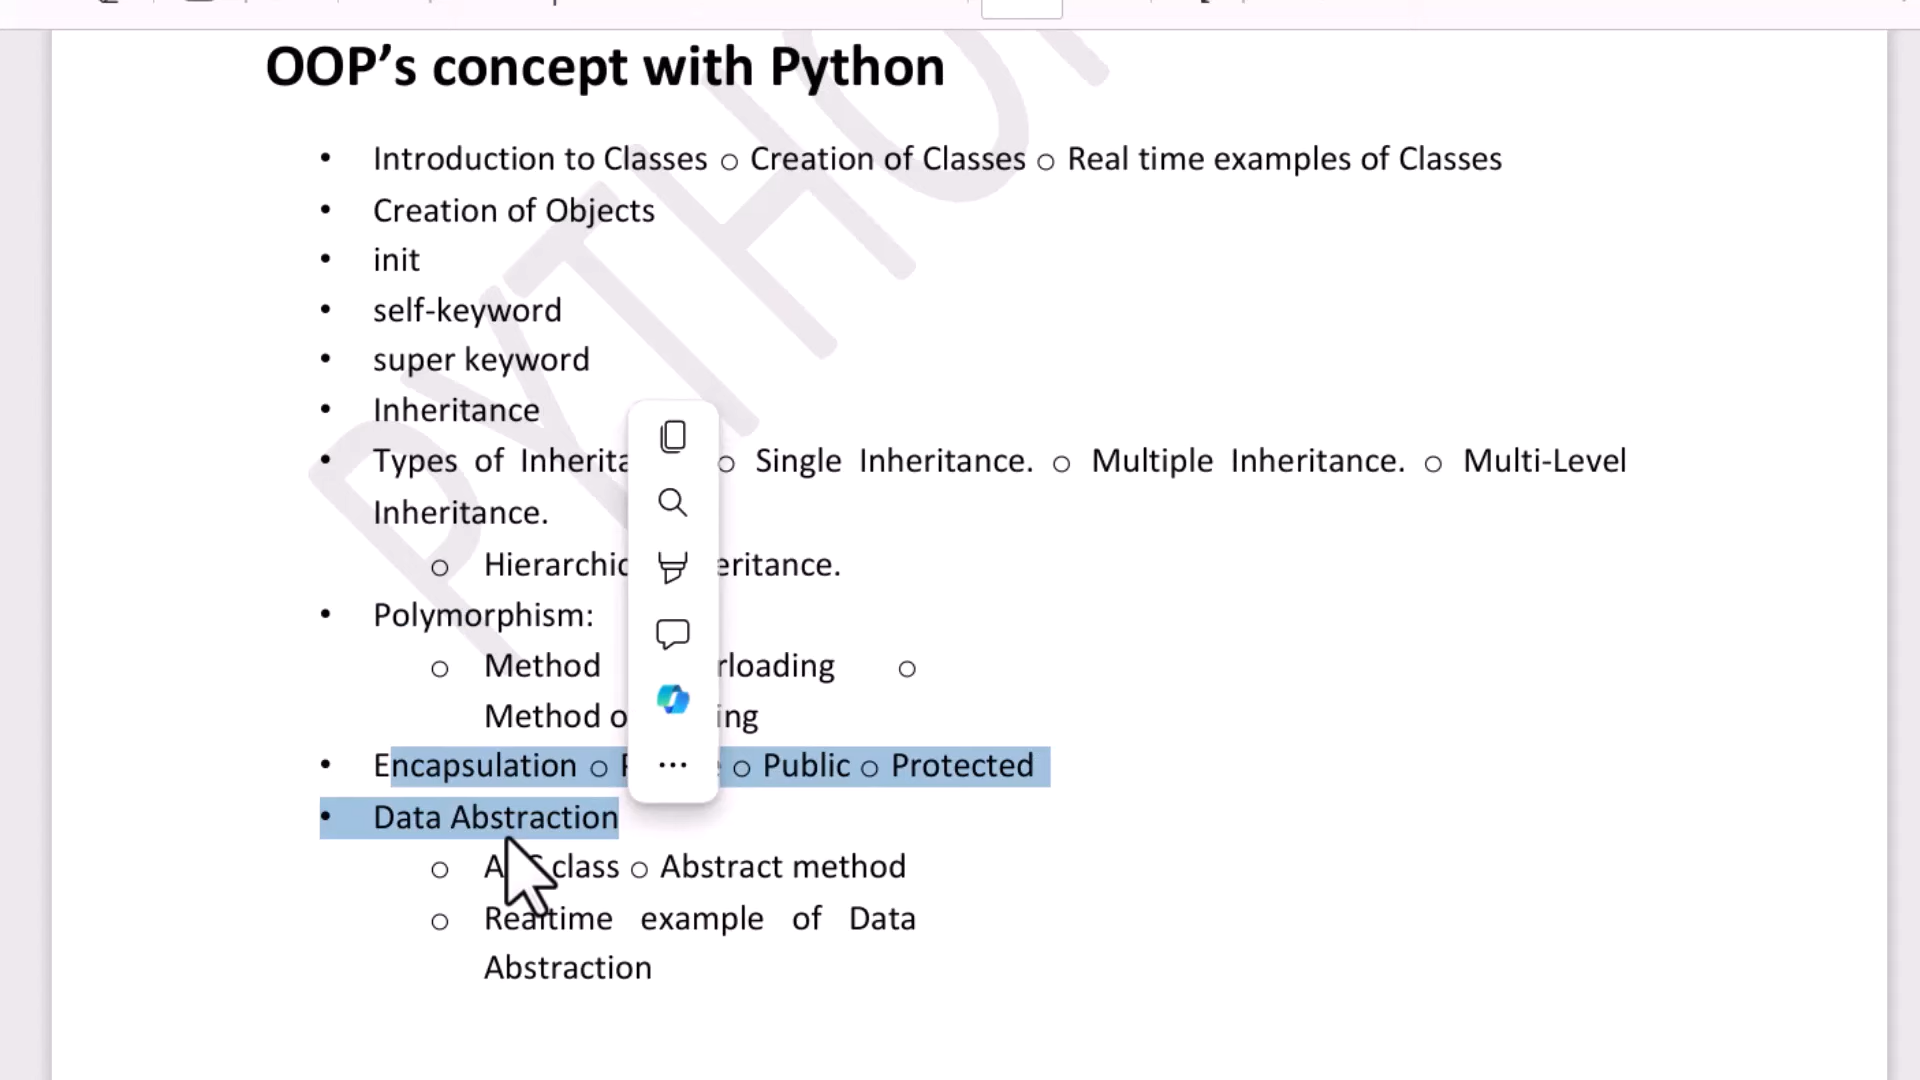 OOP’s concept with Python
• Introduction to Classes ○ Creation of Classes ○ Real time examples of Classes
• Creation of Objects
• init
• self-keyword
• super keyword
• Inheritance
• Types of Inherita ○ Single Inheritance. ○ Multiple Inheritance. ○ Multi-Level
Inheritance.
○ Hierarchic eritance.
• Polymorphism:
○ Method rloading ○
Method o ing
• Encapsulation ○ ○ Public ○ Protected
• Data Abstraction
○ class ○ Abstract method
○ Realtime example of Data
Abstraction
PYTHO